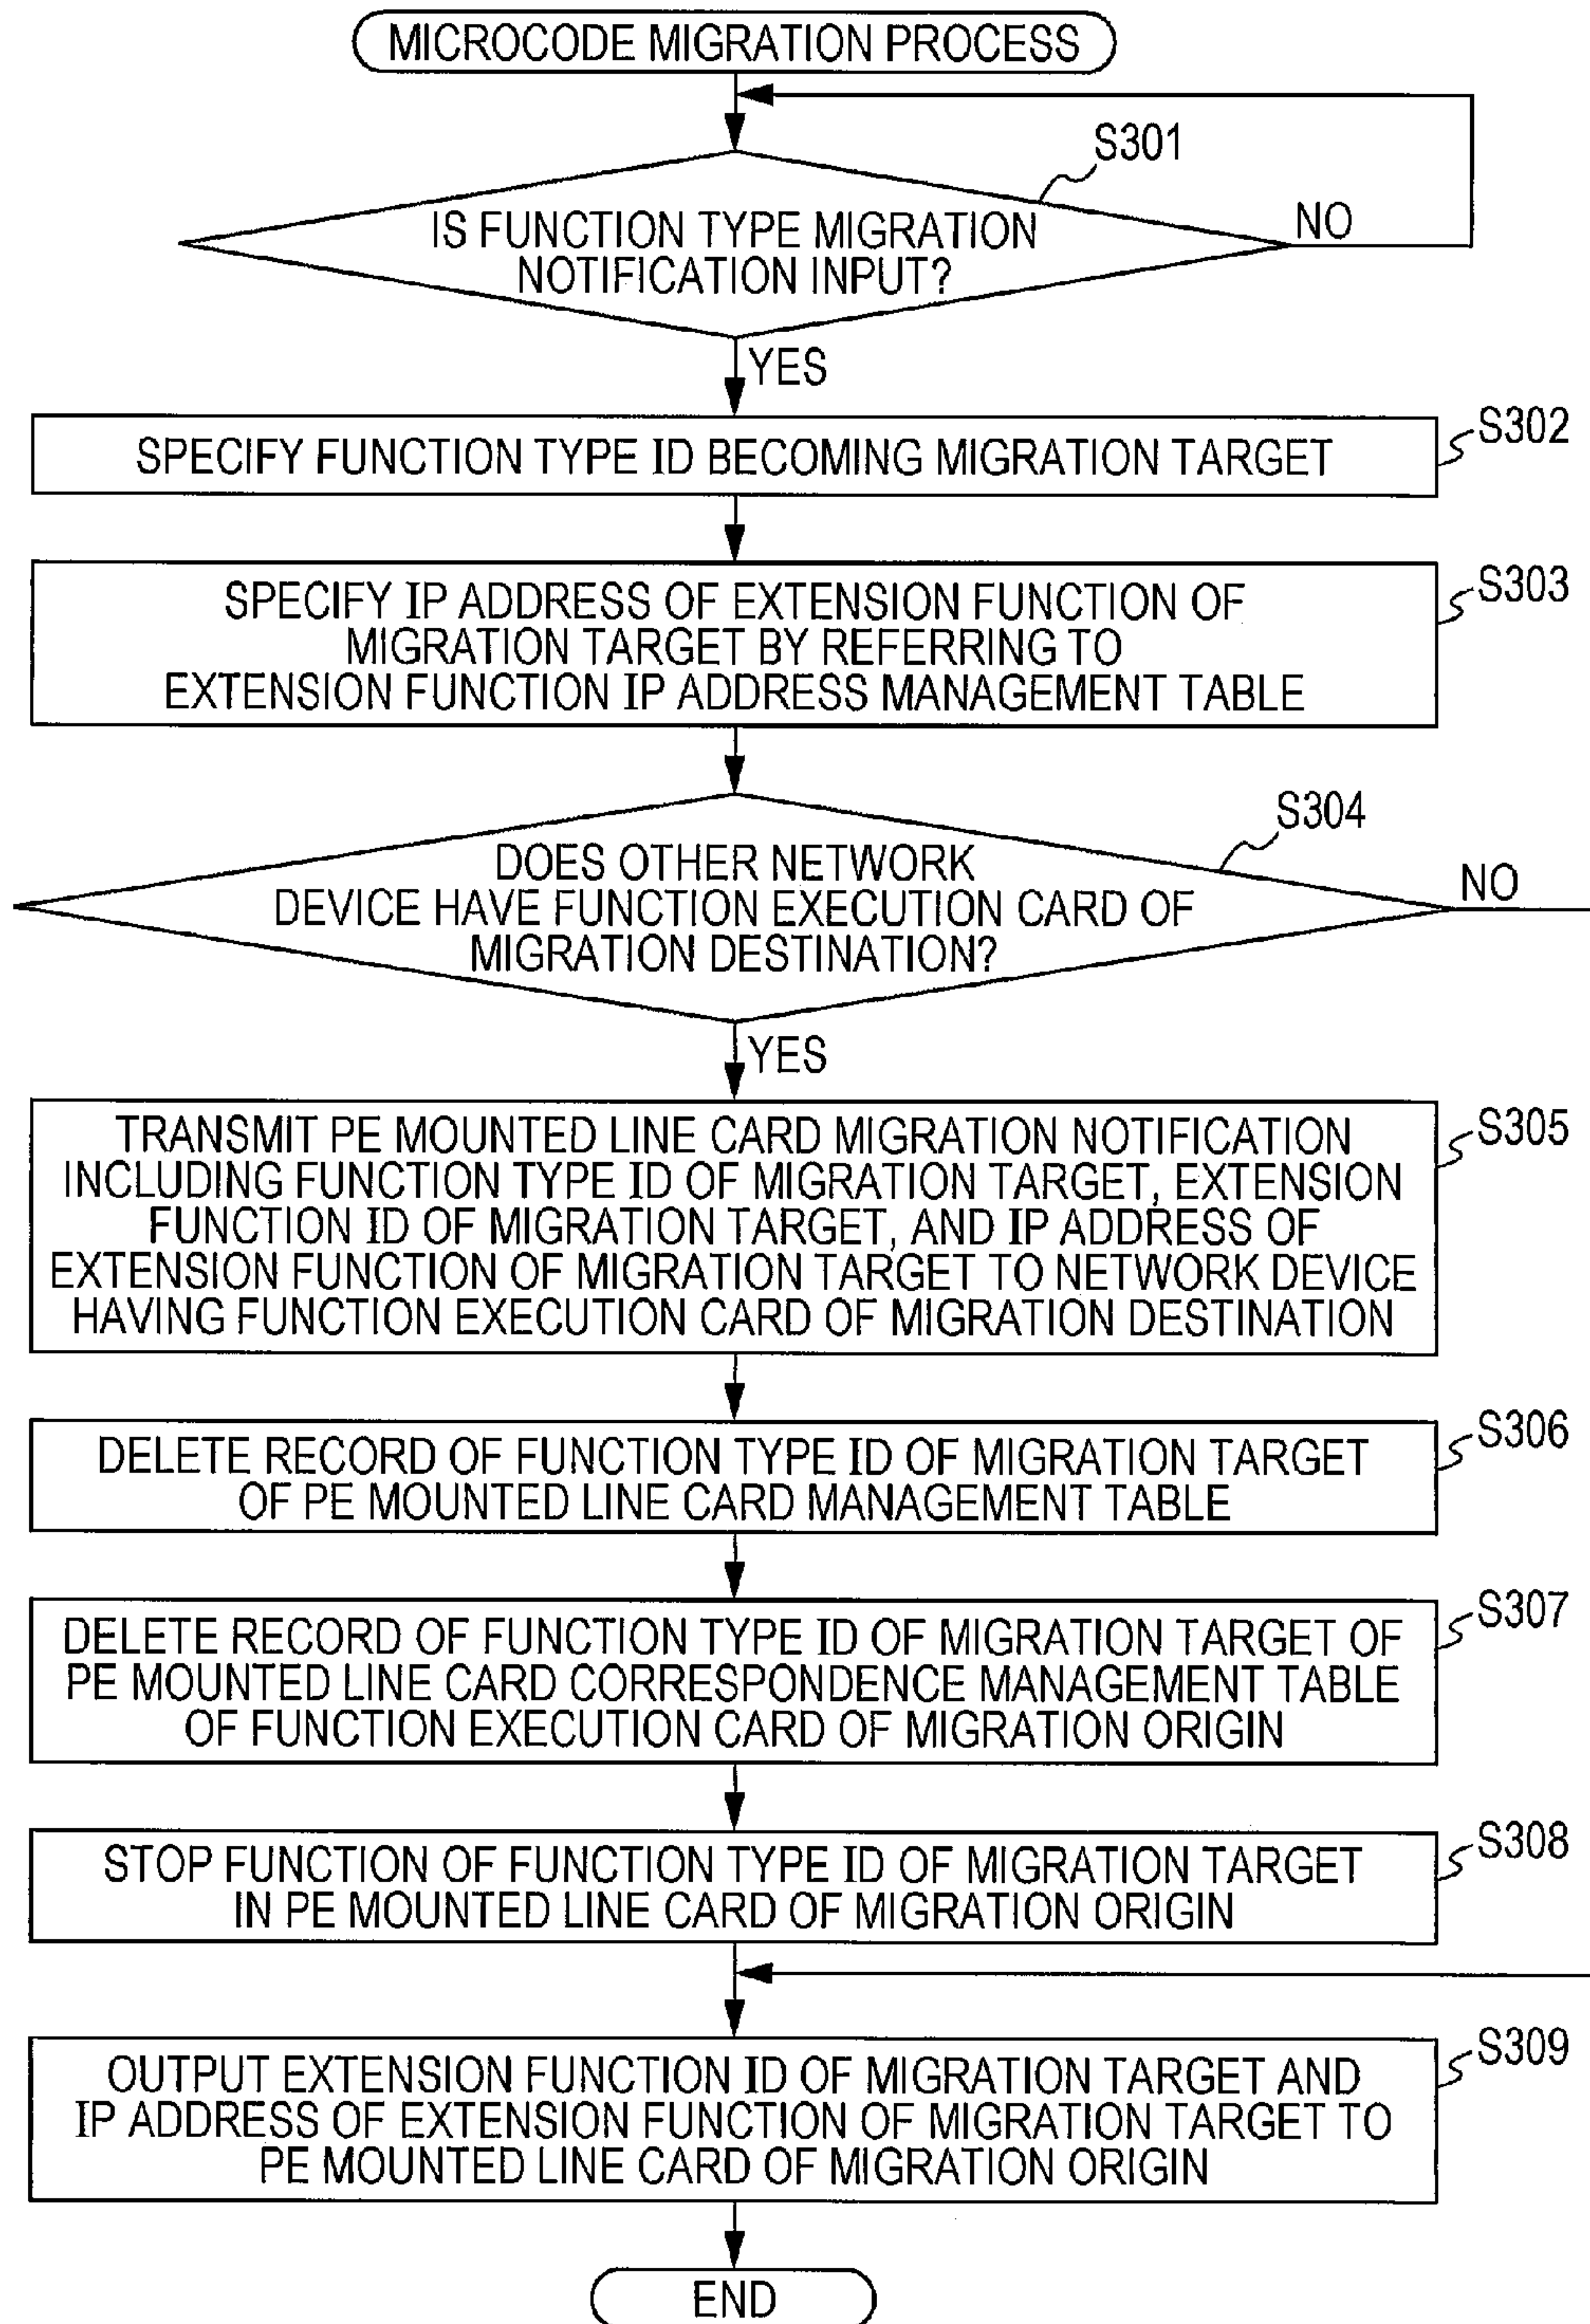 MICROCODE MIGRATION PROCESS
S301
IS FUNCTION TYPE MIGRATION
NOTIFICATION INPUT?
NO
YES
S302
SPECIFY FUNCTION TYPE ID BECOMING MIGRATION TARGET
S303
SPECIFY IP ADDRESS OF EXTENSION FUNCTION OF
MIGRATION TARGET BY REFERRING TO
EXTENSION FUNCTION IP ADDRESS MANAGEMENT TABLE
S304
DOES OTHER NETWORK
DEVICE HAVE FUNCTION EXECUTION CARD OF
MIGRATION DESTINATION?
NO
YES
S305
TRANSMIT PE MOUNTED LINE CARD MIGRATION NOTIFICATION
INCLUDING FUNCTION TYPE ID OF MIGRATION TARGET, EXTENSION
FUNCTION ID OF MIGRATION TARGET, AND IP ADDRESS OF
EXTENSION FUNCTION OF MIGRATION TARGET TO NETWORK DEVICE
HAVING FUNCTION EXECUTION CARD OF MIGRATION DESTINATION
S306
DELETE RECORD OF FUNCTION TYPE ID OF MIGRATION TARGET
OF PE MOUNTED LINE CARD MANAGEMENT TABLE
S307
DELETE RECORD OF FUNCTION TYPE ID OF MIGRATION TARGET OF
PE MOUNTED LINE CARD CORRESPONDENCE MANAGEMENT TABLE
OF FUNCTION EXECUTION CARD OF MIGRATION ORIGIN
S308
STOP FUNCTION OF FUNCTION TYPE ID OF MIGRATION TARGET
IN PE MOUNTED LINE CARD OF MIGRATION ORIGIN
S309
OUTPUT EXTENSION FUNCTION ID OF MIGRATION TARGET AND
IP ADDRESS OF EXTENSION FUNCTION OF MIGRATION TARGET TO
PE MOUNTED LINE CARD OF MIGRATION ORIGIN
END